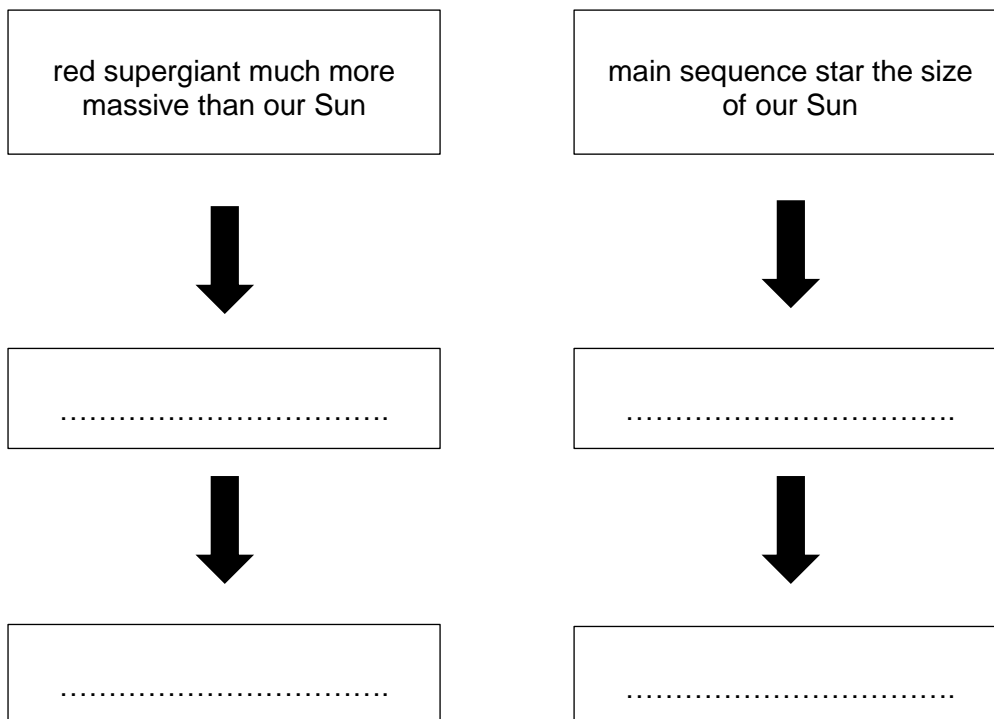 red supergiant much more
massive than our Sun
main sequence star the size
of our Sun
……………………………
……………………………
……………………………
……………………………